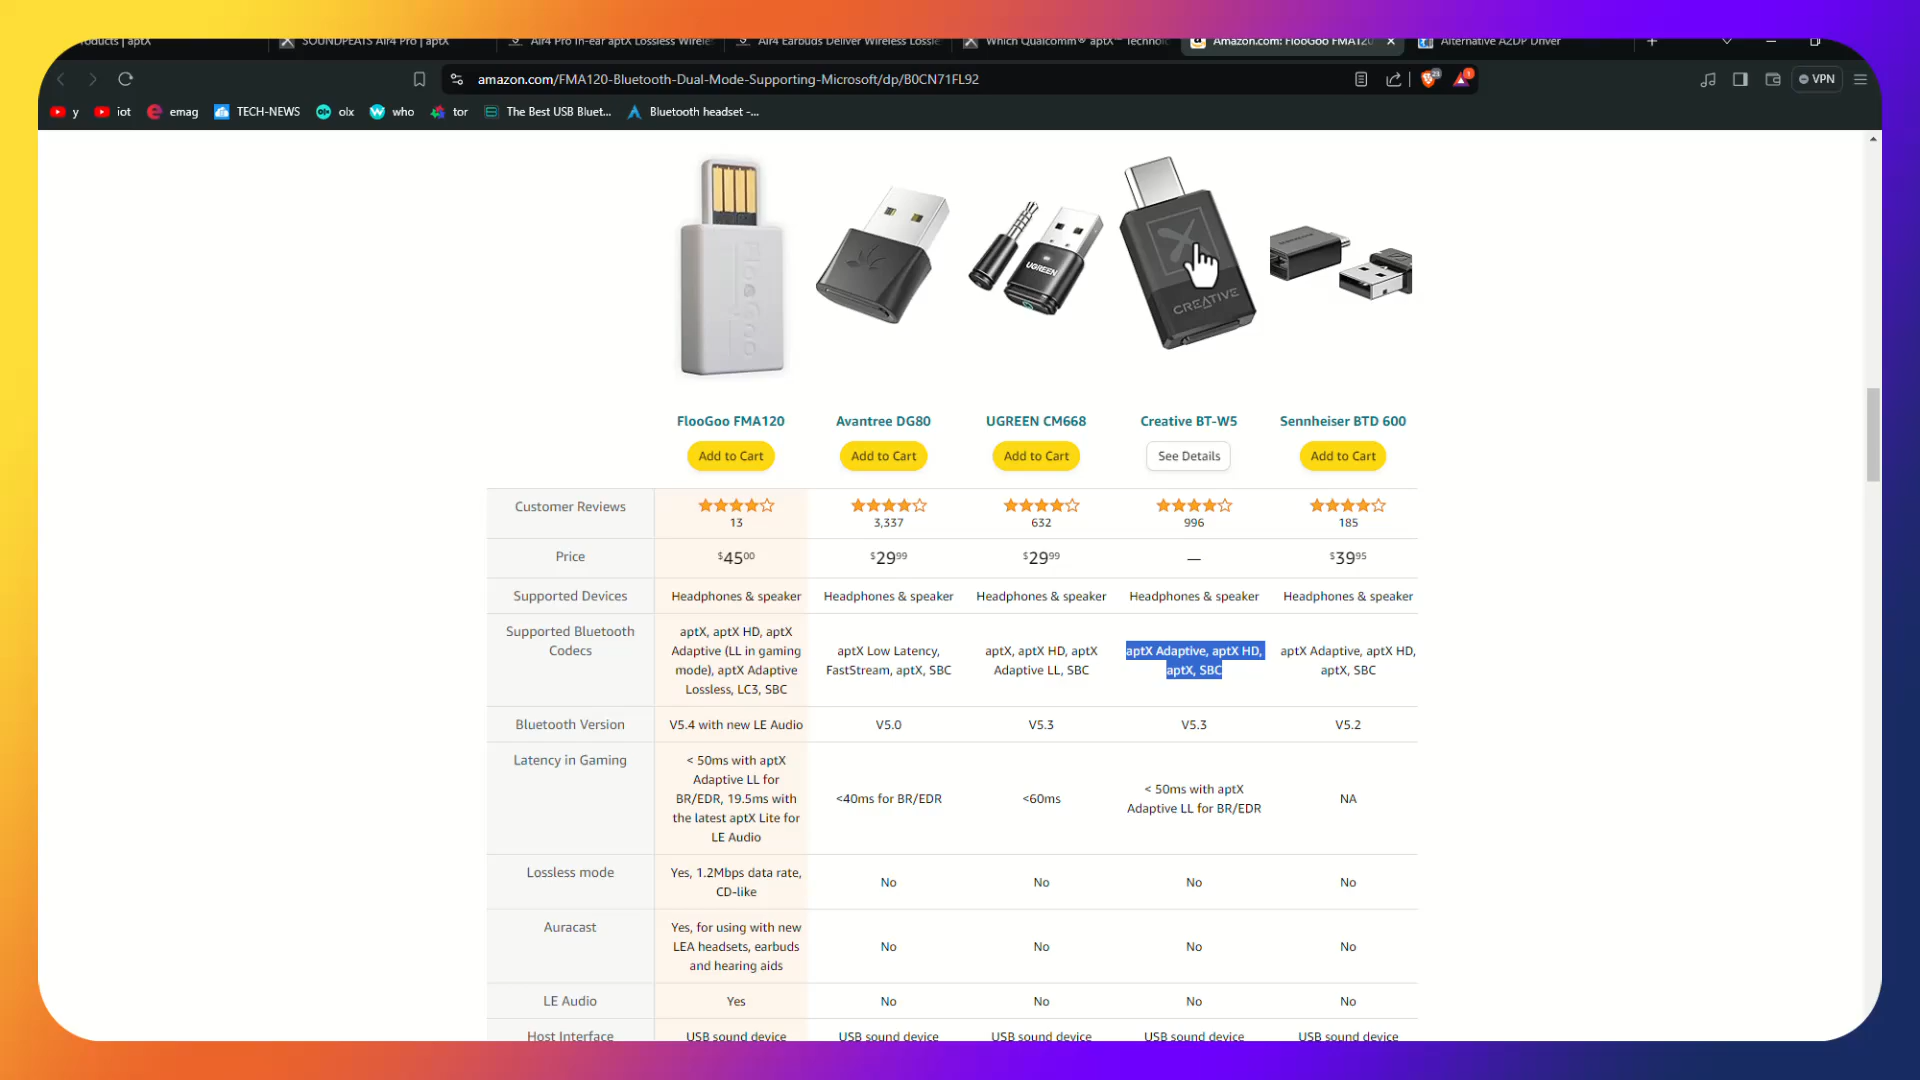 roducts | aptX
SOUNDPEATS Air4 Pro | aptX
Air4 Pro In-ear aptX Lossless Wirele
Air4 Earbuds Deliver Wireless Lossle
Which Qualcomm® aptX™ Technolo
Amazon.com: FlooGoo FMA120
Alternative A2DP Driver
amazon.com/FMA120-Bluetooth-Dual-Mode-Supporting-Microsoft/dp/B0CN71FL92
23
1
VPN
y
iot
emag
TECH-NEWS
olx
who
tor
The Best USB Bluet...
Bluetooth headset -...
FlooGoo
UGREEN
CREATIVE
FlooGoo FMA120
Avantree DG80
UGREEN CM668
Creative BT-W5
Sennheiser BTD 600
Add to Cart
Add to Cart
Add to Cart
See Details
Add to Cart
Customer Reviews
13
3,337
632
996
185
Price
$4500
$2999
$2999
—
$3995
Supported Devices
Headphones & speaker
Headphones & speaker
Headphones & speaker
Headphones & speaker
Headphones & speaker
Supported Bluetooth
Codecs
aptX, aptX HD, aptX
Adaptive (LL in gaming
mode), aptX Adaptive
Lossless, LC3, SBC
aptX Low Latency,
FastStream, aptX, SBC
aptX, aptX HD, aptX
Adaptive LL, SBC
aptX Adaptive, aptX HD,
aptX, SBC
aptX Adaptive, aptX HD,
aptX, SBC
Bluetooth Version
V5.4 with new LE Audio
V5.0
V5.3
V5.3
V5.2
Latency in Gaming
< 50ms with aptX
Adaptive LL for
BR/EDR, 19.5ms with
the latest aptX Lite for
LE Audio
<40ms for BR/EDR
<60ms
< 50ms with aptX
Adaptive LL for BR/EDR
NA
Lossless mode
Yes, 1.2Mbps data rate,
CD-like
No
No
No
No
Auracast
Yes, for using with new
LEA headsets, earbuds
and hearing aids
No
No
No
No
LE Audio
Yes
No
No
No
No
Host Interface
USB sound device
USB sound device
USB sound device
USB sound device
USB sound device